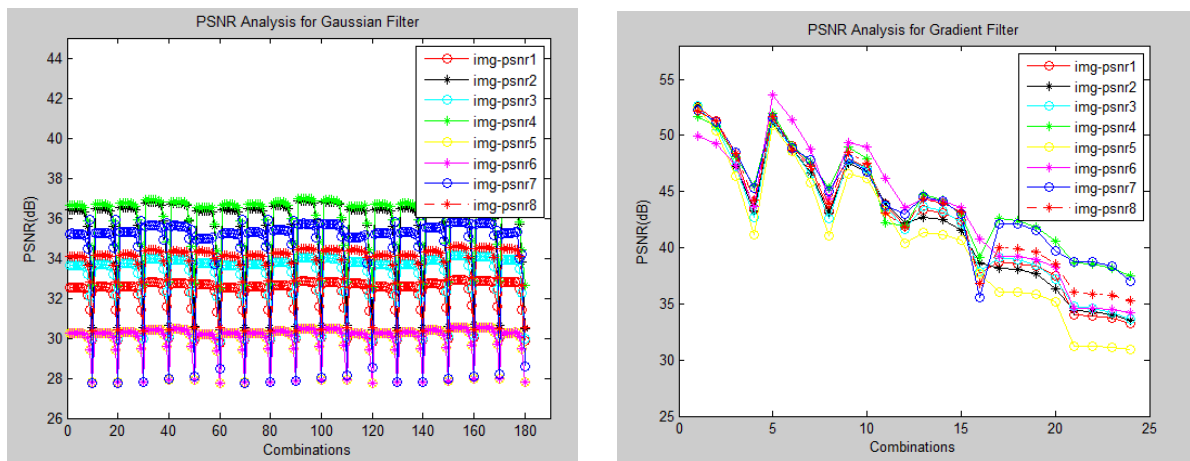 PSNR Analysis for Gaussian Filter
44
42
40
38
36
34
32
30
28
26
PSNR(dB)
0
20
40
60
80
100
120
140
160
180
Combinations
img-psnr1
img-psnr2
img-psnr3
img-psnr4
img-psnr5
img-psnr6
img-psnr7
img-psnr8
PSNR Analysis for Gradient Filter
55
50
45
40
35
30
25
PSNR(dB)
0
5
10
15
20
25
Combinations
img-psnr1
img-psnr2
img-psnr3
img-psnr4
img-psnr5
img-psnr6
img-psnr7
img-psnr8